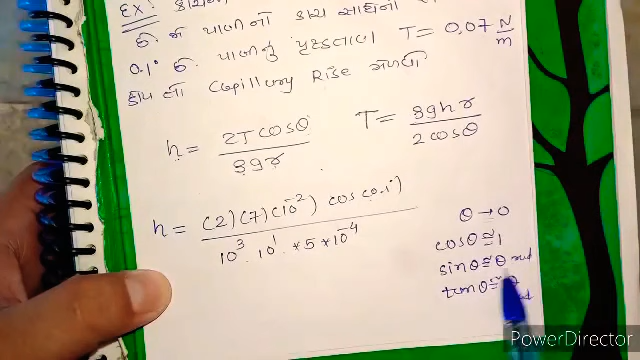 Ex:
છે. જો પાણીનો કાચ સાથેનો
0.1° છે. પાણીનું પૃષ્ઠતાણ T = 0.07 N/m
હોય તો Capillary Rise
h = 2T cosθ / ρgr T = ρghr / 2cosθ
h = (2)(7)(10⁻²) cos(0.1) / 10³ · 10¹ · *5 * 10⁻⁴
θ → 0
cosθ ≅ 1
sinθ ≅ θ rad
tanθ ≅ θ rad
PowerDirector